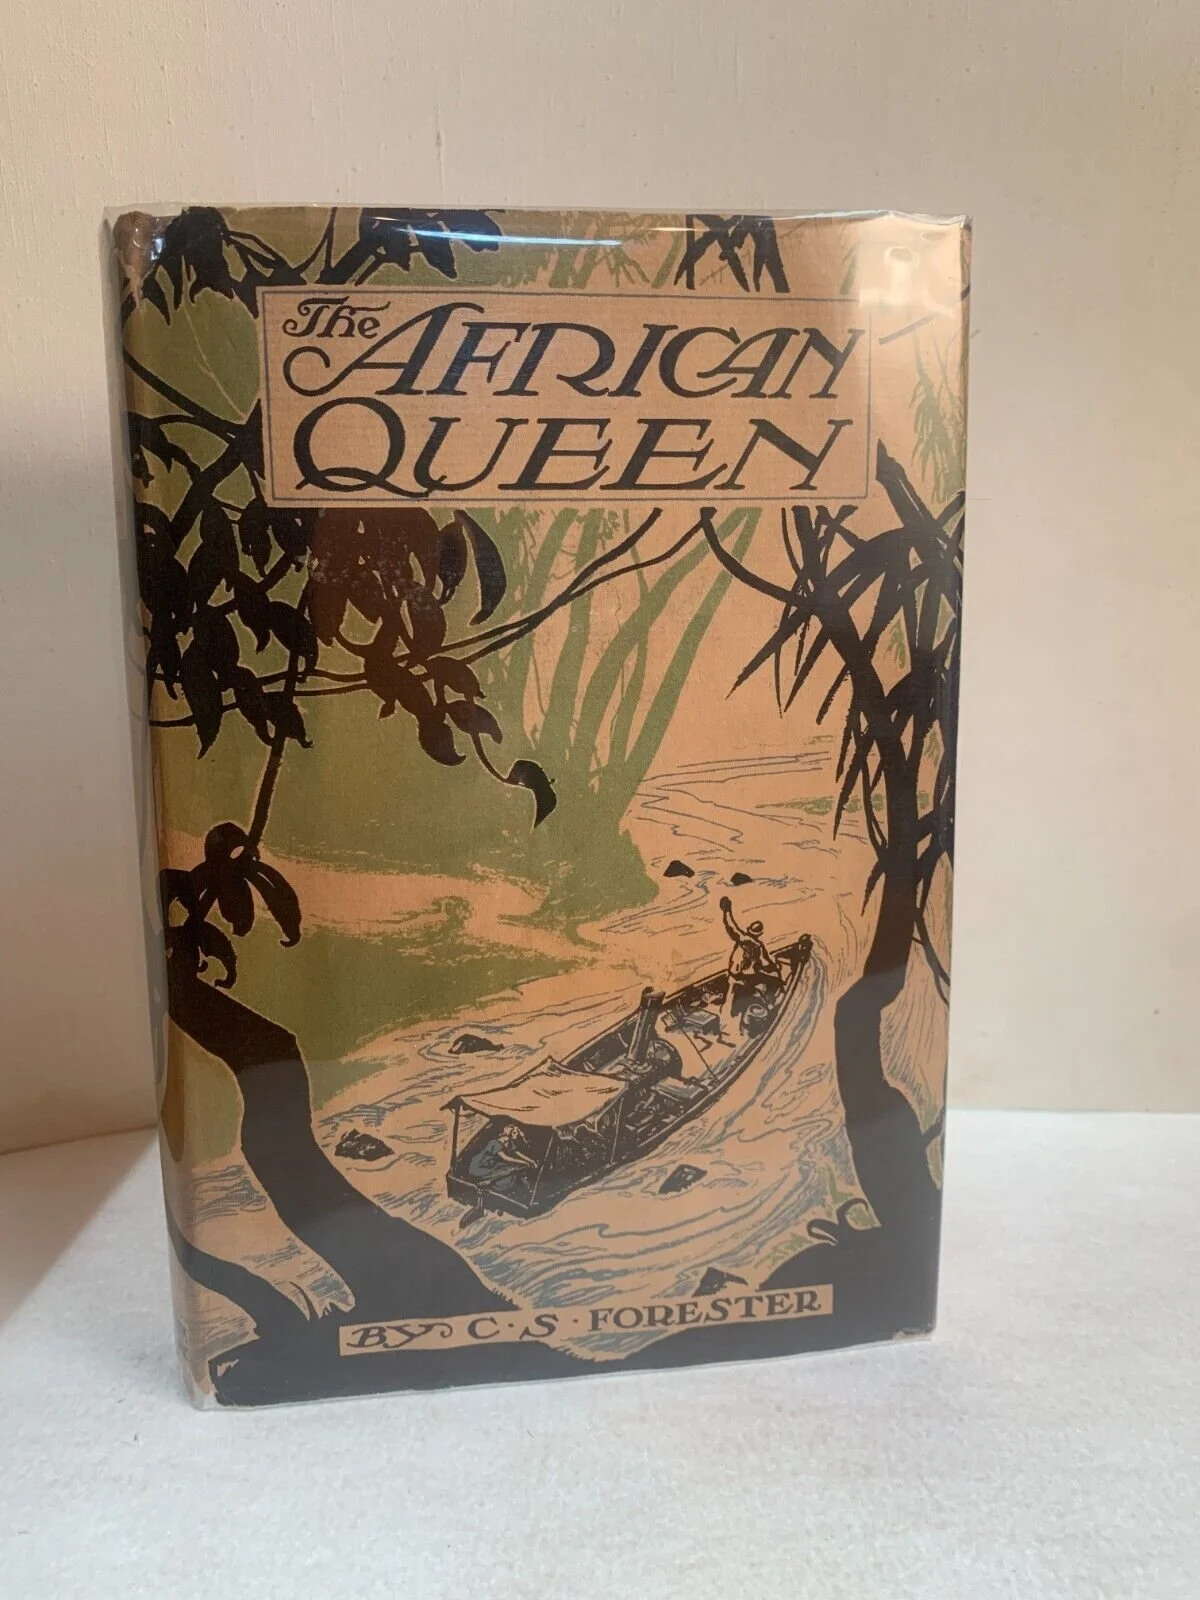 The AFRICAN
QUEEN
BY C·S·FORESTER